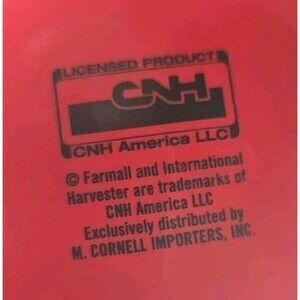 LICENSED PRODUCT
CNH
CNH America LLC
© Farmall and International
Harvester are trademarks of
CNH America LLC
Exclusively distributed by
M. CORNELL IMPORTERS, INC.